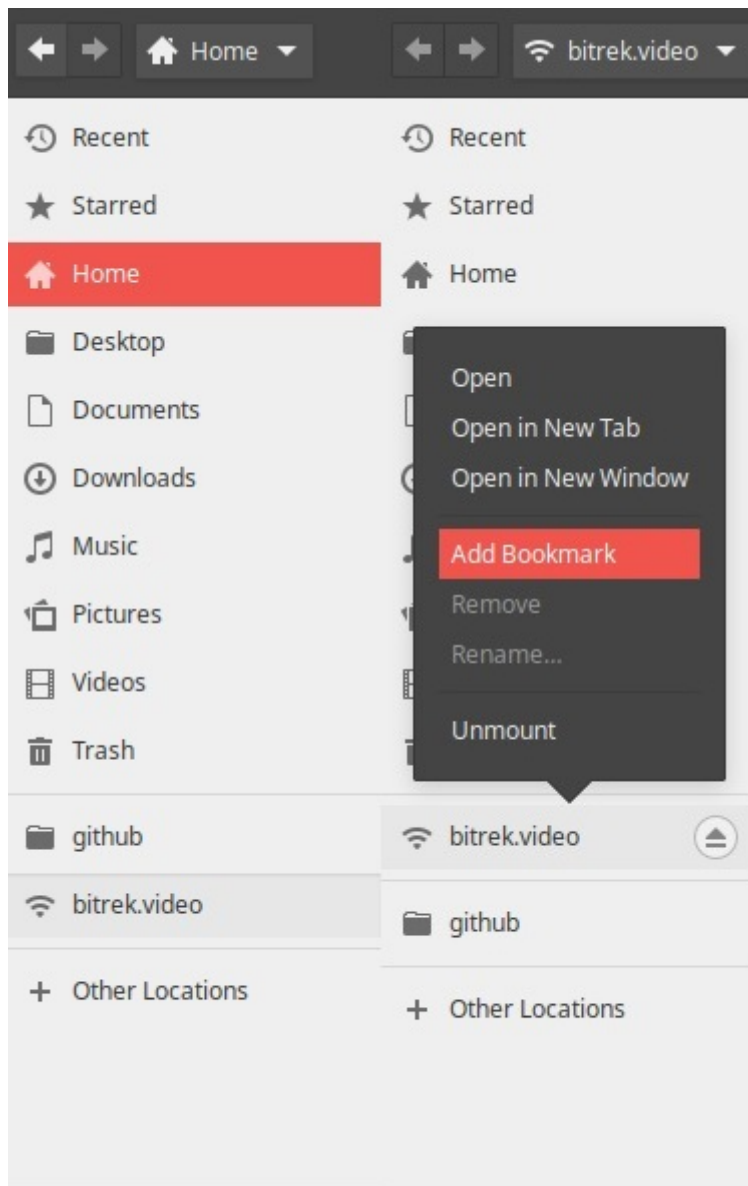 Home
Recent
Starred
Home
Desktop
Documents
Downloads
Music
Pictures
Videos
Trash
github
bitrek.video
Other Locations
bitrek.video
Recent
Starred
Home
Open
Open in New Tab
Open in New Window
Add Bookmark
Remove
Rename...
Unmount
bitrek.video
github
Other Locations